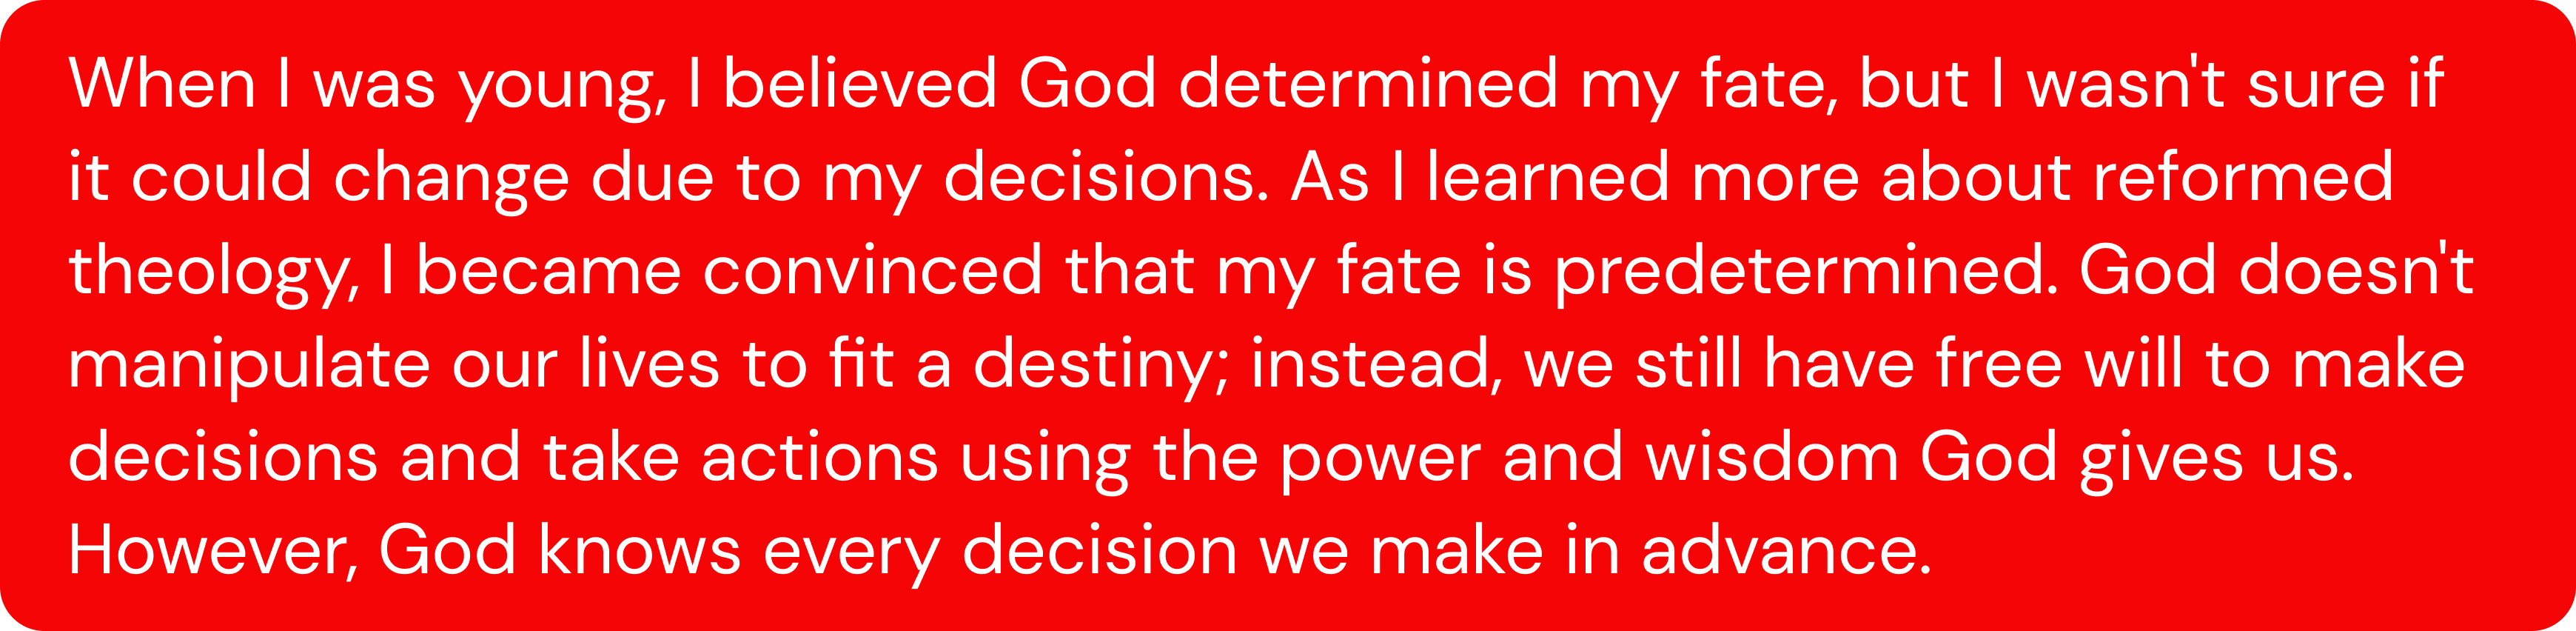 When I was young, I believed God determined my fate, but I wasn't sure if
it could change due to my decisions. As I learned more about reformed
theology, I became convinced that my fate is predetermined. God doesn't
manipulate our lives to fit a destiny; instead, we still have free will to make
decisions and take actions using the power and wisdom God gives us.
However, God knows every decision we make in advance.